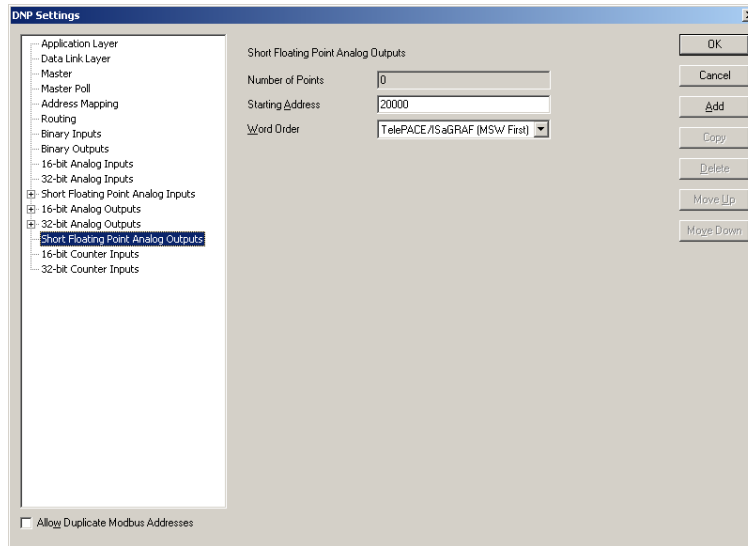 DNP Settings
Application Layer
Data Link Layer
Master
Master Poll
Address Mapping
Routing
Binary Inputs
Binary Outputs
16-bit Analog Inputs
32-bit Analog Inputs
Short Floating Point Analog Inputs
16-bit Analog Outputs
32-bit Analog Outputs
Short Floating Point Analog Outputs
16-bit Counter Inputs
32-bit Counter Inputs
Allow Duplicate Modbus Addresses
Short Floating Point Analog Outputs
Number of Points 0
Starting Address 20000
Word Order TelePACE/ISaGRAF (MSW First)
OK
Cancel
Add
Copy
Delete
Move Up
Move Down